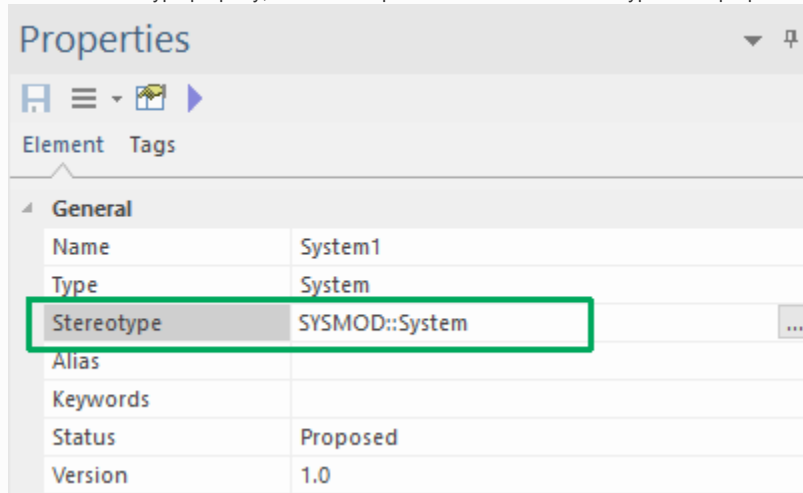 Properties
Element Tags
General
Name System1
Type System
Stereotype SYSMOD::System ...
Alias
Keywords
Status Proposed
Version 1.0